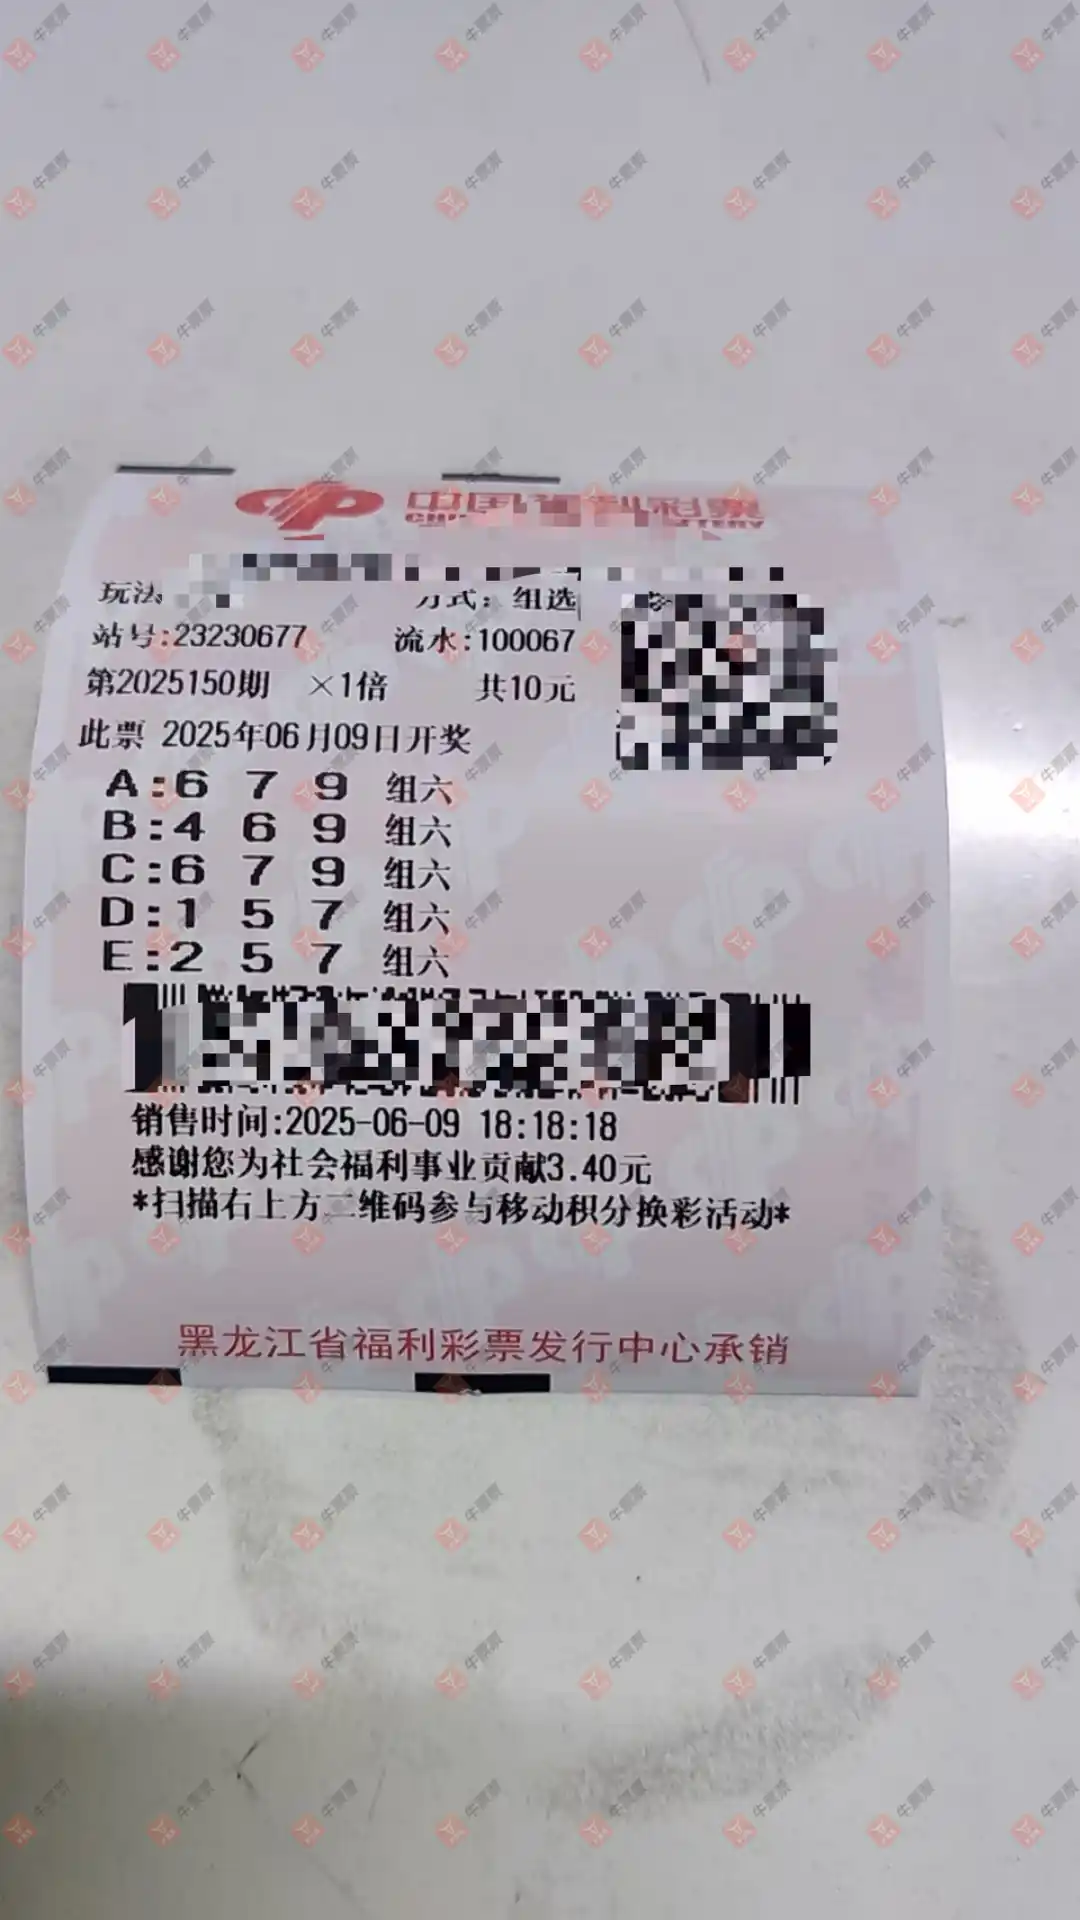 中国福利彩票
玩法
方式：组选
站号:23230677 流水:100067
第2025150期 ×1倍 共10元
此票 2025年06月09日开奖
A:6 7 9 组六
B:4 6 9 组六
C:6 7 9 组六
D:1 5 7 组六
E:2 5 7 组六
销售时间:2025-06-09 18:18:18
感谢您为社会福利事业贡献3.40元
*扫描右上方二维码参与移动积分换彩活动*
黑龙江省福利彩票发行中心承销